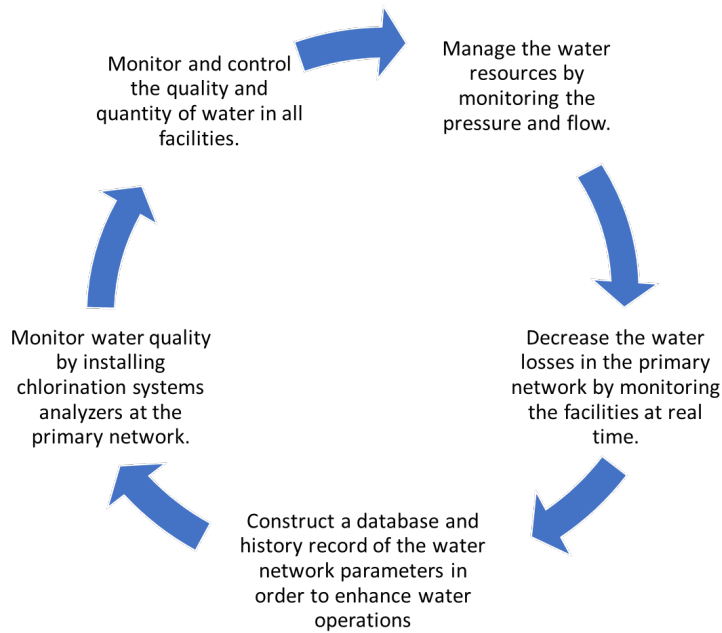 Monitor and control
the quality and
quantity of water in all
facilities.
Manage the water
resources by
monitoring the
pressure and flow.
Decrease the water
losses in the primary
network by monitoring
the facilities at real
time.
Construct a database and
history record of the water
network parameters in
order to enhance water
operations
Monitor water quality
by installing
chlorination systems
analyzers at the
primary network.